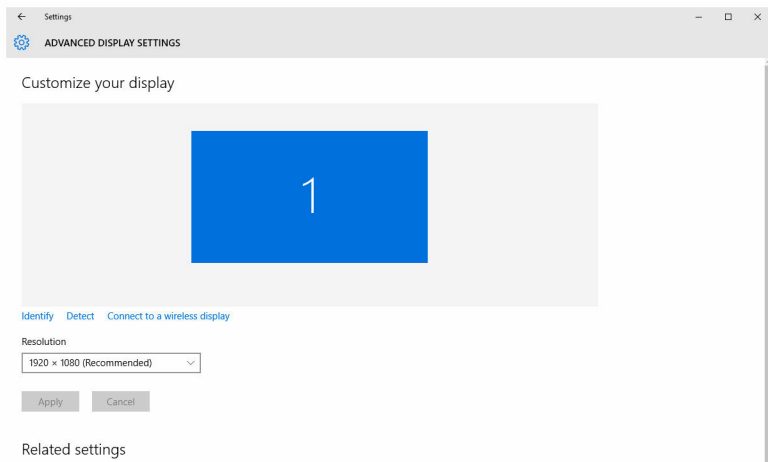 Settings
ADVANCED DISPLAY SETTINGS
Customize your display
1
Identify Detect Connect to a wireless display
Resolution
1920 × 1080 (Recommended)
Apply Cancel
Related settings